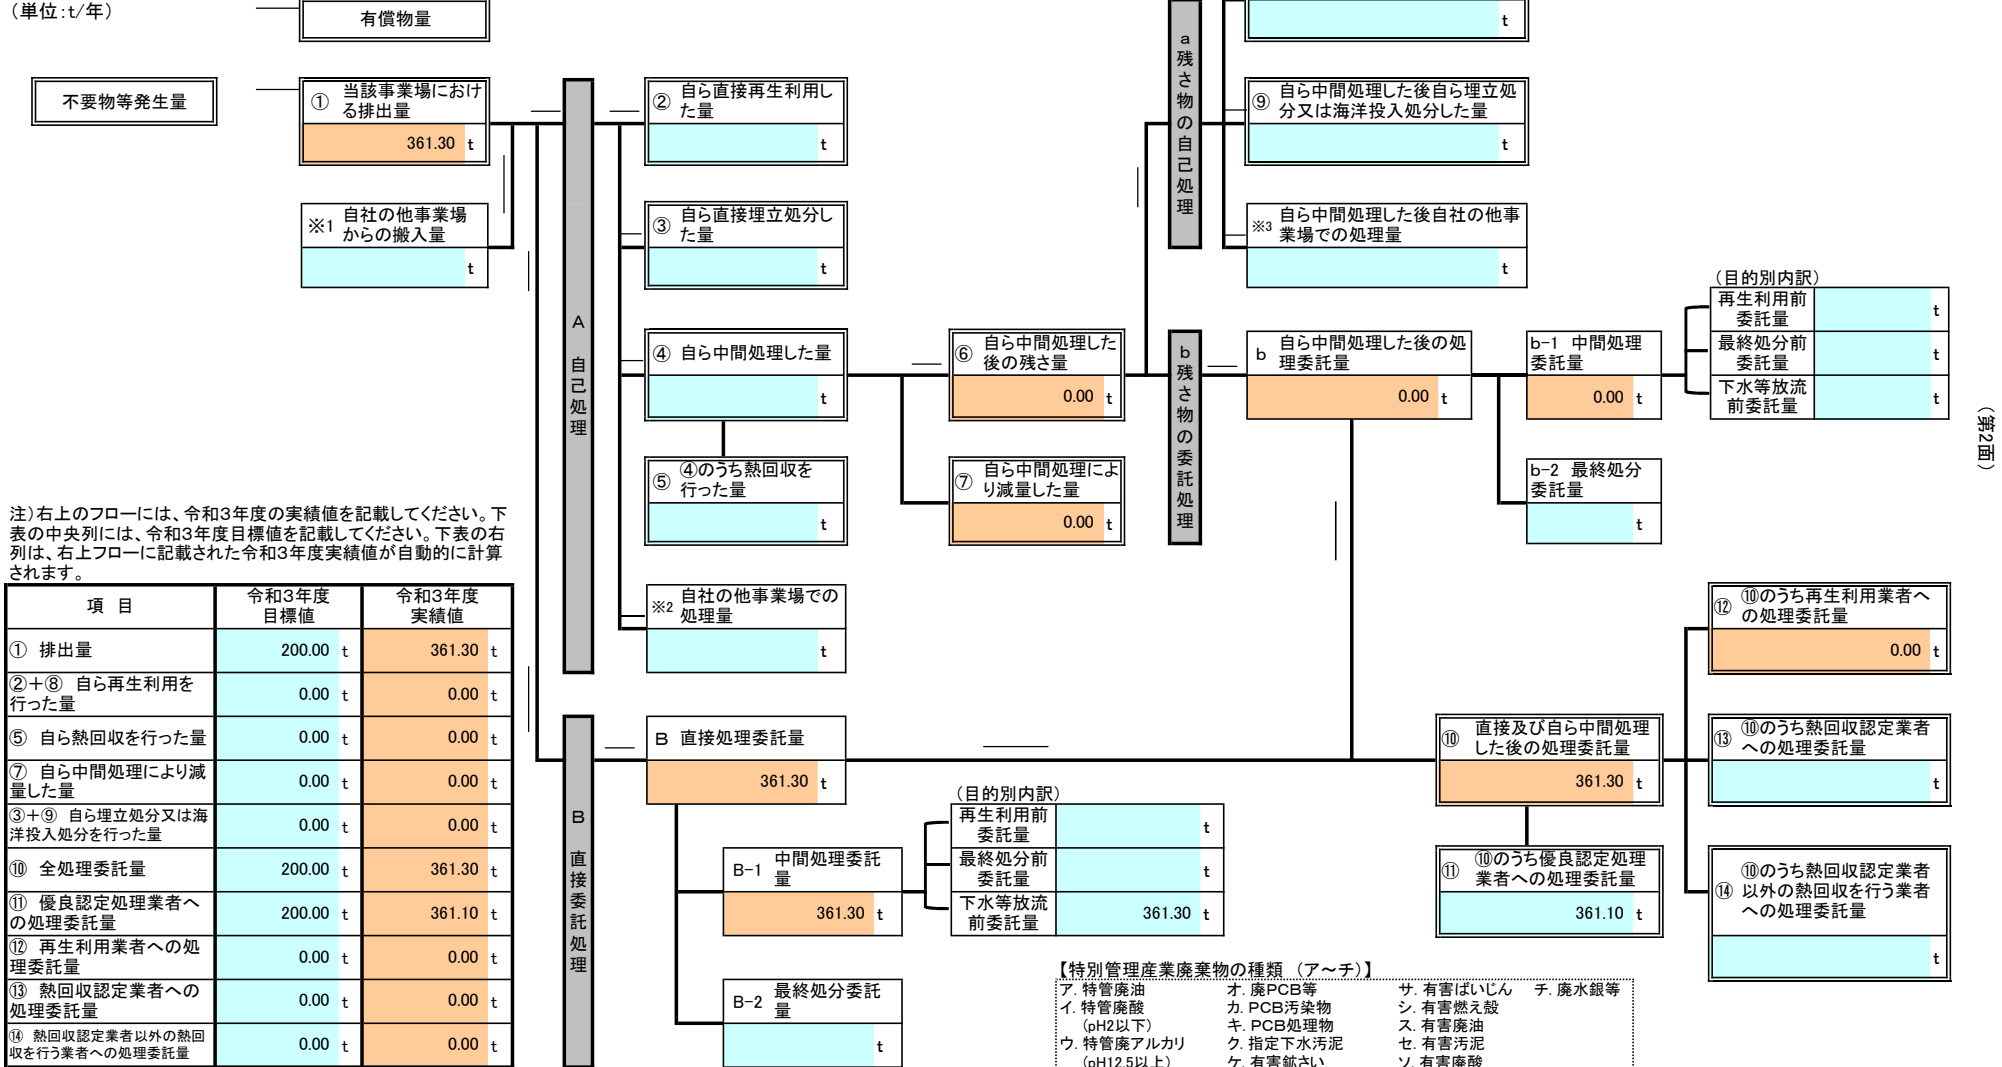 （単位：t/年）
有償物量
t
不要物等発生量
① 当該事業場におけ
る排出量
361.30 t
※1 自社の他事業場
からの搬入量
t
A 自己処理
② 自ら直接再生利用し
た量
t
③ 自ら直接埋立処分し
た量
t
④ 自ら中間処理した量
t
⑤ ④のうち熱回収を
行った量
t
※2 自社の他事業場での
処理量
t
⑥ 自ら中間処理した
後の残さ量
0.00 t
⑦ 自ら中間処理によ
り減量した量
0.00 t
a 残さ物の自己処理
⑨ 自ら中間処理した後自ら埋立処
分又は海洋投入処分した量
t
※3 自ら中間処理した後自社の他事
業場での処理量
t
b 残さ物の委託処理
b 自ら中間処理した後の処
理委託量
0.00 t
b-1 中間処理
委託量
0.00 t
b-2 最終処分
委託量
t
（目的別内訳）
再生利用前
委託量
t
最終処分前
委託量
t
下水等放流
前委託量
t
（第2面）
注）右上のフローには、令和3年度の実績値を記載してください。下
表の中央列には、令和3年度目標値を記載してください。下表の右
列は、右上フローに記載された令和3年度実績値が自動的に計算
されます。
項 目
令和3年度
目標値
令和3年度
実績値
① 排出量 200.00 t 361.30 t
②＋⑧ 自ら再生利用を
行った量 0.00 t 0.00 t
⑤ 自ら熱回収を行った量 0.00 t 0.00 t
⑦ 自ら中間処理により減
量した量 0.00 t 0.00 t
③＋⑨ 自ら埋立処分又は海
洋投入処分を行った量 0.00 t 0.00 t
⑩ 全処理委託量 200.00 t 361.30 t
⑪ 優良認定処理業者へ
の処理委託量 200.00 t 361.10 t
⑫ 再生利用業者への処
理委託量 0.00 t 0.00 t
⑬ 熱回収認定業者への
処理委託量 0.00 t 0.00 t
⑭ 熱回収認定業者以外の熱回
収を行う業者への処理委託量 0.00 t 0.00 t
B 直接委託処理
B 直接処理委託量
361.30 t
B-1 中間処理委託
量
361.30 t
B-2 最終処分委託
量
t
（目的別内訳）
再生利用前
委託量
t
最終処分前
委託量
t
下水等放流
前委託量
361.30 t
⑩ 直接及び自ら中間処理
した後の処理委託量
361.30 t
⑪ ⑩のうち優良認定処理
業者への処理委託量
361.10 t
⑫ ⑩のうち再生利用業者へ
の処理委託量
0.00 t
⑬ ⑩のうち熱回収認定業者
への処理委託量
t
⑭ ⑩のうち熱回収認定業者
以外の熱回収を行う業者
への処理委託量
t
【特別管理産業廃棄物の種類 （ア～チ）】
ア. 特管廃油 オ. 廃PCB等 サ. 有害ばいじん チ. 廃水銀等
イ. 特管廃酸 カ. PCB汚染物 シ. 有害燃え殻
（pH2以下） キ. PCB処理物 ス. 有害廃油
ウ. 特管廃アルカリ ク. 指定下水汚泥 セ. 有害汚泥
（pH12.5以上） ケ. 有害鉱さい ソ. 有害廃酸